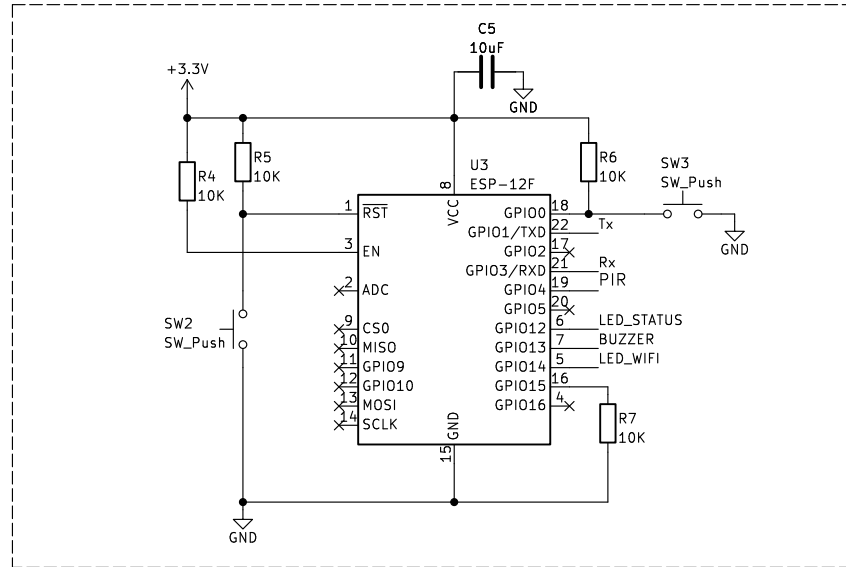 C5
10uF
GND
+3.3V
R4
10K
R5
10K
R6
10K
SW3
SW_Push
GND
U3
ESP-12F
8
VCC
1
RST
3
EN
2
ADC
9
CS0
10
MISO
11
GPIO9
12
GPIO10
13
MOSI
14
SCLK
GPIO0
18
GPIO1/TXD
22
Tx
GPIO2
17
GPIO3/RXD
21
Rx
GPIO4
19
PIR
GPIO5
20
GPIO12
6
LED_STATUS
GPIO13
7
BUZZER
GPIO14
5
LED_WIFI
GPIO15
16
GPIO16
4
GND
15
SW2
SW_Push
R7
10K
GND